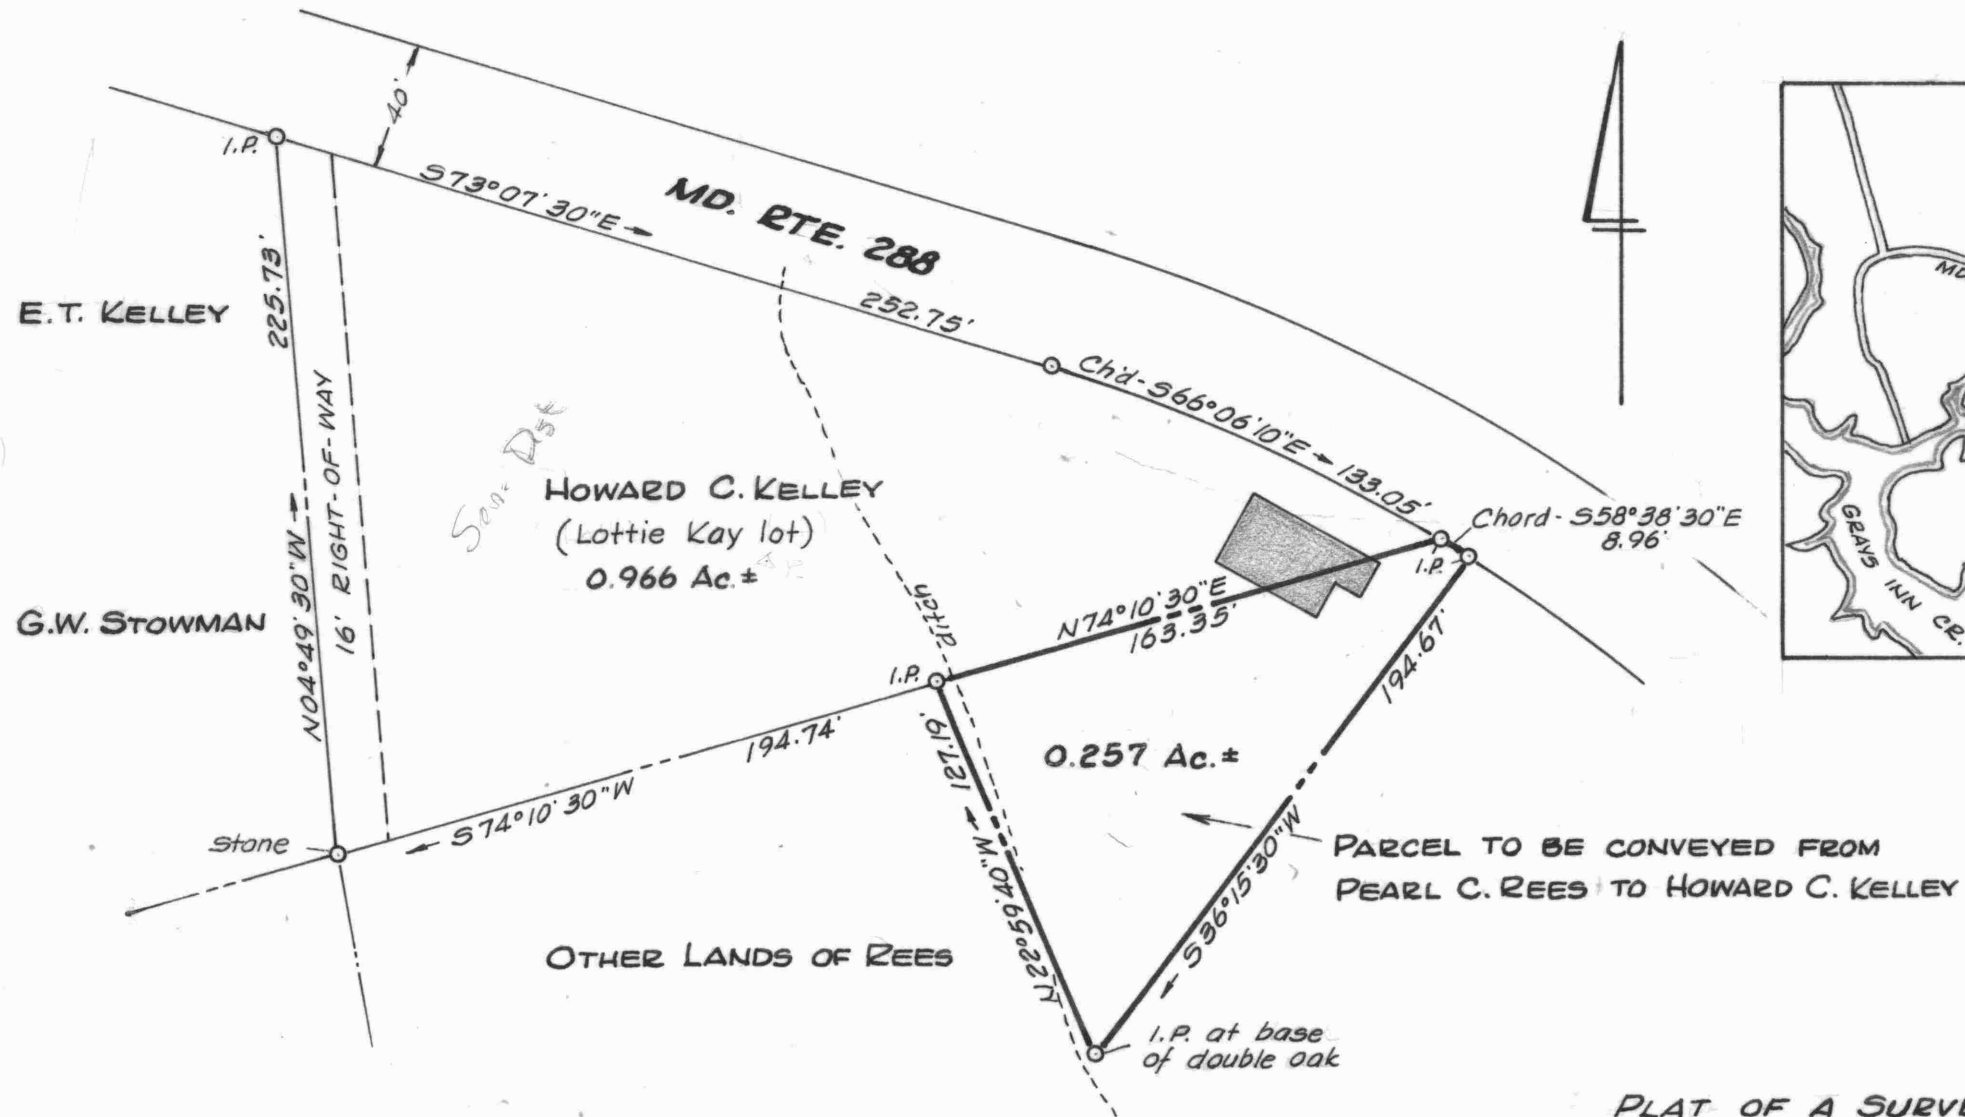 40'
I.P.
S73°07'30"E
MD. RTE. 288
252.75'
E.T. KELLEY
225.73'
16' RIGHT-OF-WAY
N04°49'30"W
Ch'd - S66°06'10"E
133.05'
HOWARD C. KELLEY
(Lottie Kay lot)
0.966 Ac.±
Chord - S58°38'30"E
8.96'
I.P.
G.W. STOWMAN
ditch
N74°10'30"E
163.35'
194.67'
I.P.
194.74'
S74°10'30"W
127.19'
N22°59'40"W
0.257 Ac.±
S36°15'30"W
Stone
PARCEL TO BE CONVEYED FROM
PEARL C. REES TO HOWARD C. KELLEY
OTHER LANDS OF REES
I.P. at base
of double oak
GRAYS INN CR.
PLAT OF A SURVE